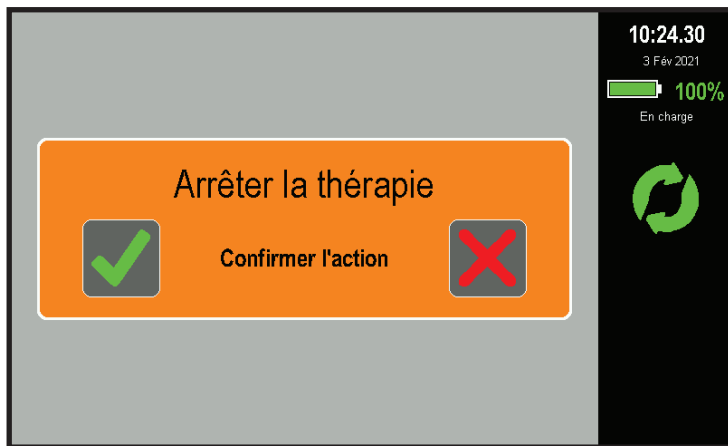 10:24.30
3 Fév 2021
100%
En charge
Arrêter la thérapie
Confirmer l'action